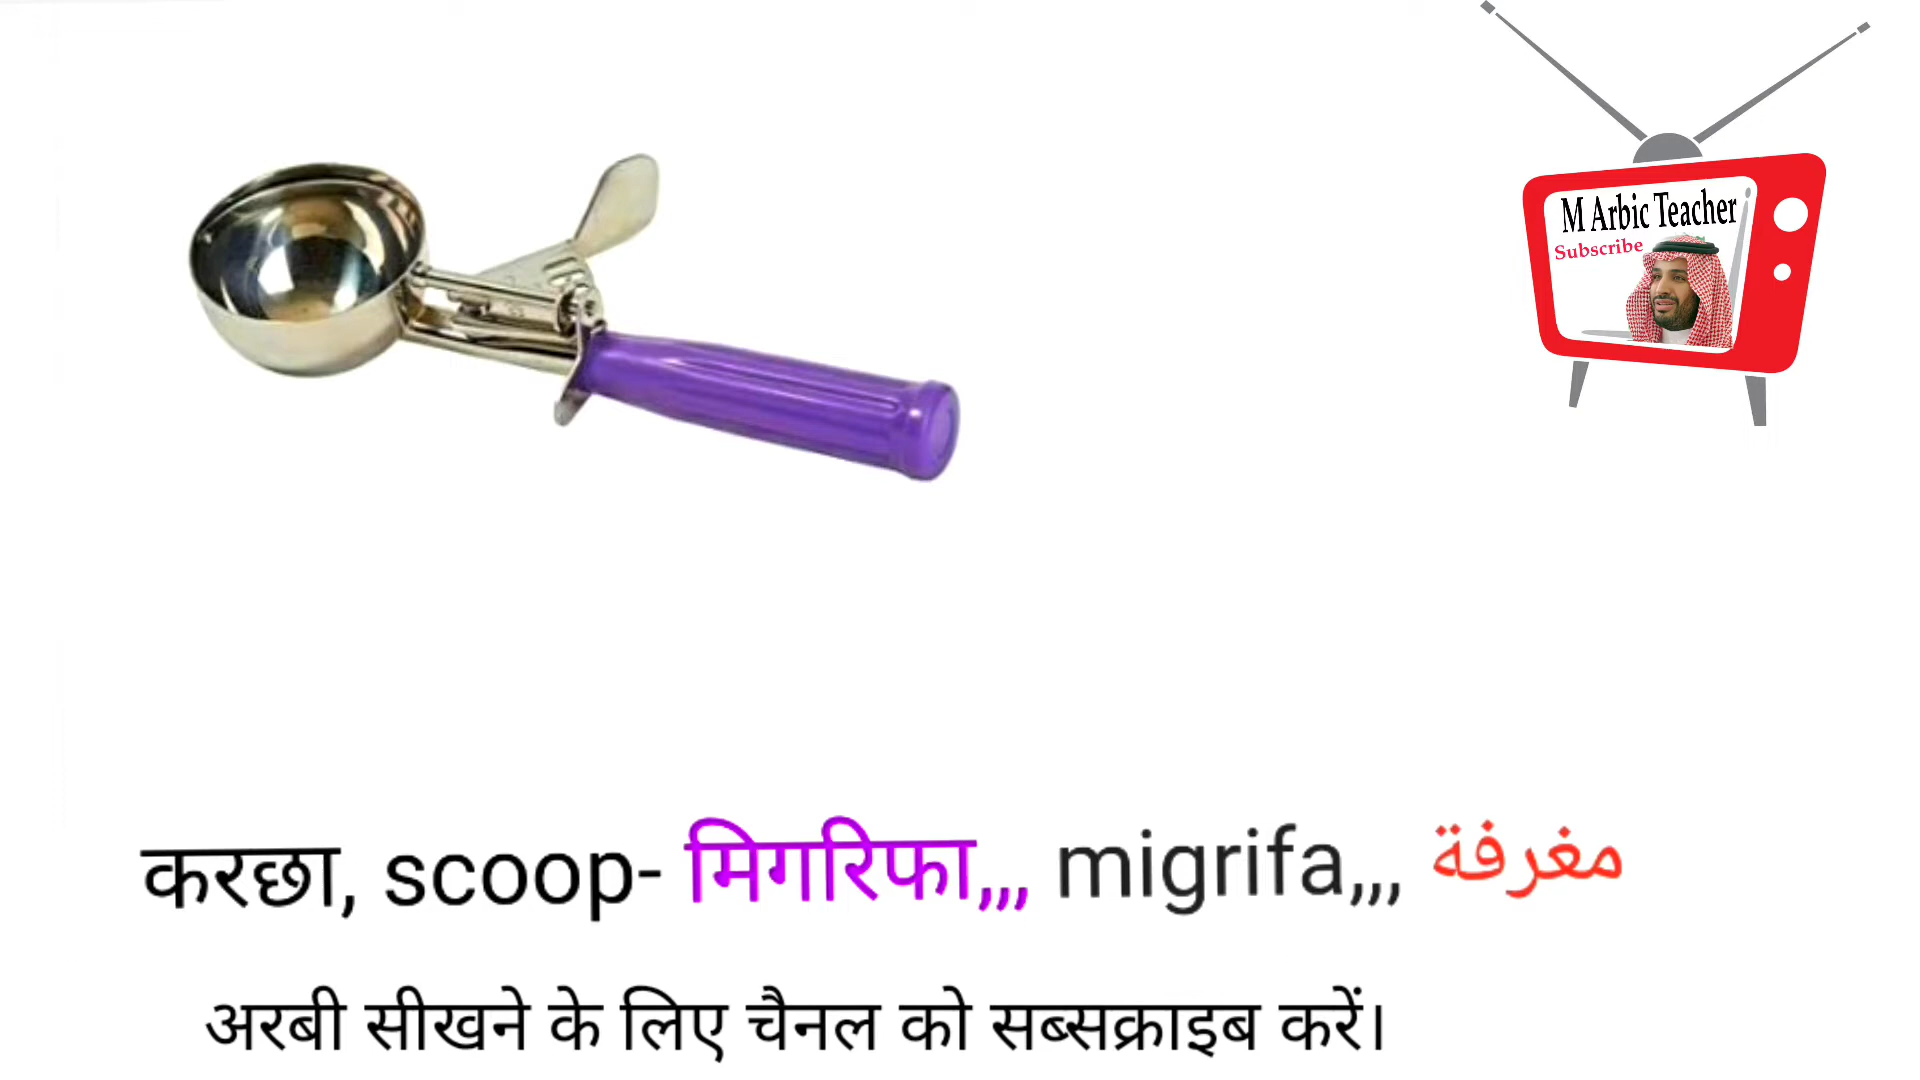 M Arbic Teacher
Subscribe
करछा, scoop- मिगरिफा,,, migrifa,,, مغرفة
अरबी सीखने के लिए चैनल को सब्सक्राइब करें।